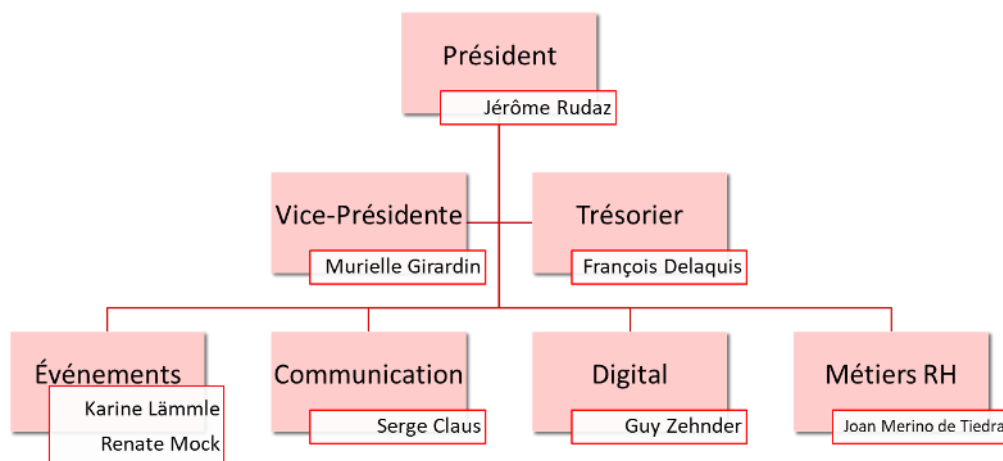 Président
Jérôme Rudaz
Vice-Présidente
Murielle Girardin
Trésorier
François Delaquis
Événements
Karine Lämmle
Renate Mock
Communication
Serge Claus
Digital
Guy Zehnder
Métiers RH
Joan Merino de Tiedra